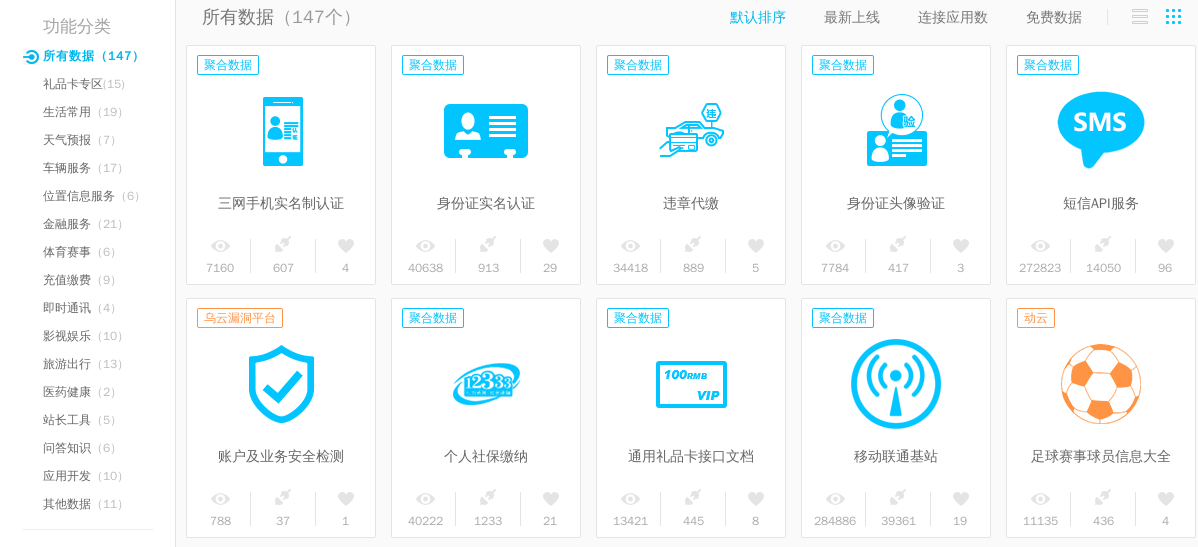 功能分类
所有数据（147）
礼品卡专区(15)
生活常用（19）
天气预报（7）
车辆服务（17）
位置信息服务（6）
金融服务（21）
体育赛事（6）
充值缴费（9）
即时通讯（4）
影视娱乐（10）
旅游出行（13）
医药健康（2）
站长工具（5）
问答知识（6）
应用开发（10）
其他数据（11）
所有数据（147个）
默认排序 最新上线 连接应用数 免费数据
聚合数据
三网手机实名制认证
7160 607 4
聚合数据
身份证实名认证
40638 913 29
聚合数据
违
违章代缴
34418 889 5
聚合数据
验
身份证头像验证
7784 417 3
聚合数据
SMS
短信API服务
272823 14050 96
乌云漏洞平台
账户及业务安全检测
788 37 1
聚合数据
12333
个人社保缴纳
40222 1233 21
聚合数据
100RMB
VIP
通用礼品卡接口文档
13421 445 8
聚合数据
移动联通基站
284886 39361 19
动云
足球赛事球员信息大全
11135 436 4